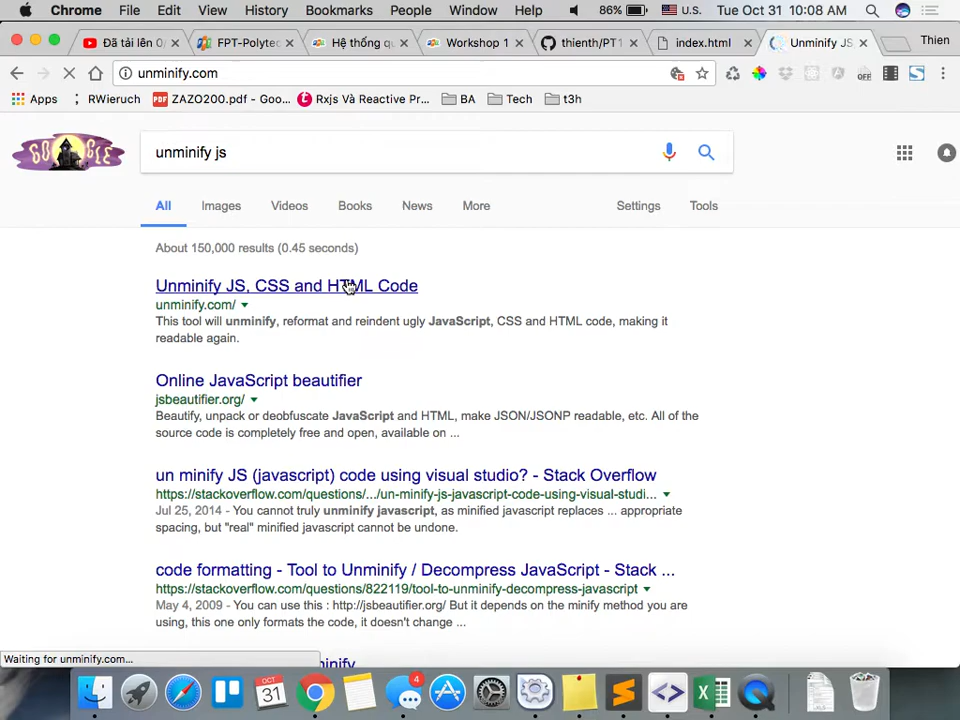 Chrome File Edit View History Bookmarks People Window Help 86% U.S. Tue Oct 31 10:08 AM
Đã tải lên 0/ FPT-Polytec Hệ thống qu Workshop 1 thienth/PT1 index.html Unminify JS, Thien
unminify.com
Apps RWieruch PDF ZAZO200.pdf - Goo... Rxjs Và Reactive Pr... BA Tech t3h
GOOGLE unminify js
All Images Videos Books News More Settings Tools
About 150,000 results (0.45 seconds)
Unminify JS, CSS and HTML Code
unminify.com/
This tool will unminify, reformat and reindent ugly JavaScript, CSS and HTML code, making it
readable again.
Online JavaScript beautifier
jsbeautifier.org/
Beautify, unpack or deobfuscate JavaScript and HTML, make JSON/JSONP readable, etc. All of the
source code is completely free and open, available on ...
un minify JS (javascript) code using visual studio? - Stack Overflow
https://stackoverflow.com/questions/.../un-minify-js-javascript-code-using-visual-studi...
Jul 25, 2014 - You cannot truly unminify javascript, as minified javascript replaces ... appropriate
spacing, but "real" minified javascript cannot be undone.
code formatting - Tool to Unminify / Decompress JavaScript - Stack ...
https://stackoverflow.com/questions/822119/tool-to-unminify-decompress-javascript
May 4, 2009 - You can use this : http://jsbeautifier.org/ But it depends on the minify method you are
using, this one only formats the code, it doesn't change ...
Waiting for unminify.com...
OCT 31 4